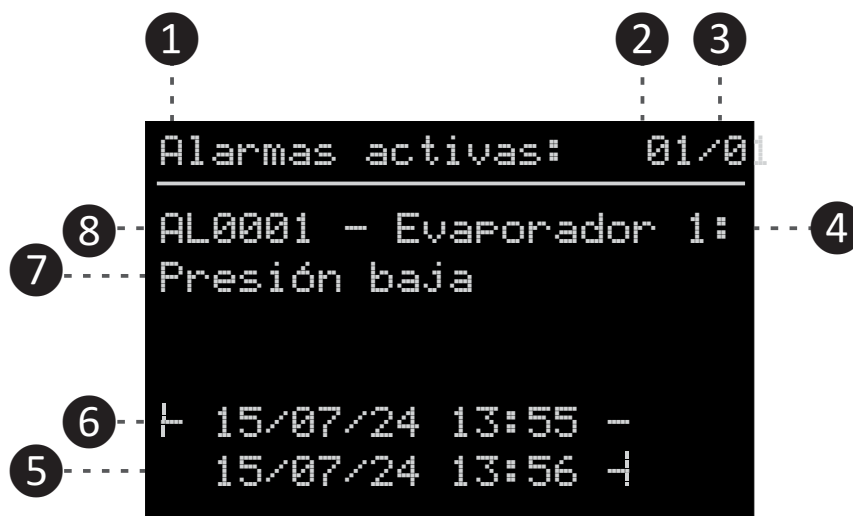 1 2 3
Alarmas activas: 01/01
8 AL0001 - Evaporador 1: 4
7 Presión baja
6 ⊢ 15/07/24 13:55 -
5 15/07/24 13:56 ⊣